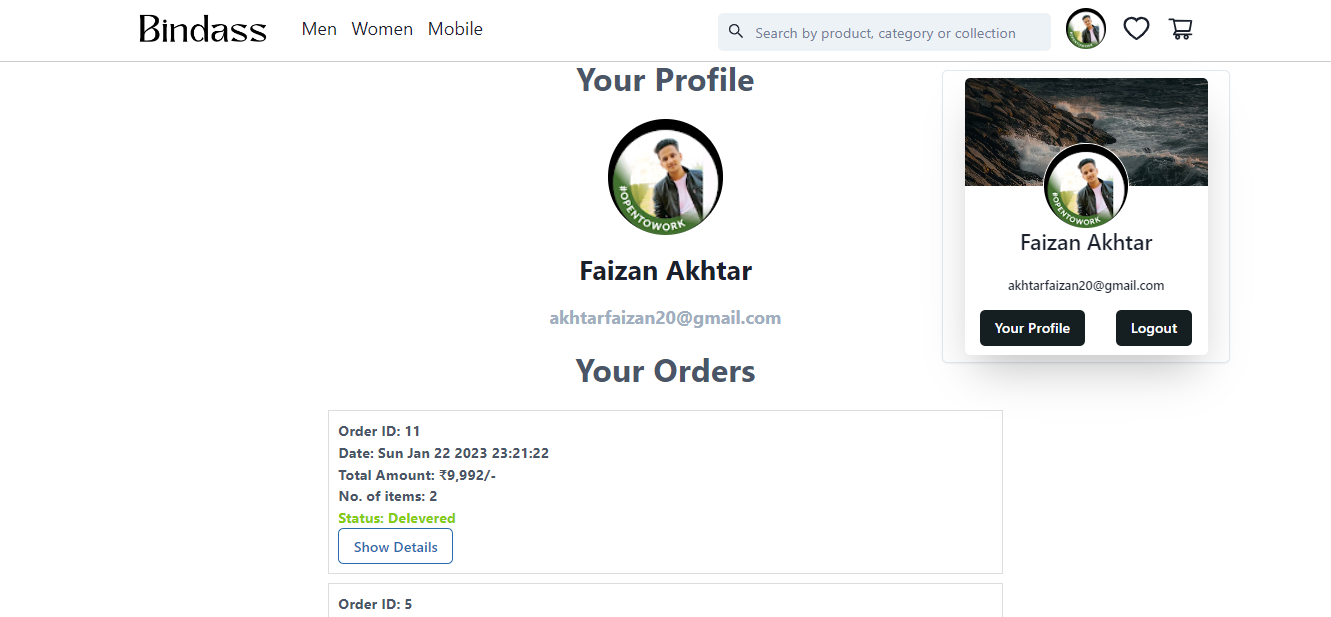 Bindass
Men Women Mobile
Search by product, category or collection
Your Profile
#OPENTOWORK
Faizan Akhtar
akhtarfaizan20@gmail.com
#OPENTOWORK
Faizan Akhtar
akhtarfaizan20@gmail.com
Your Profile Logout
Your Orders
Order ID: 11
Date: Sun Jan 22 2023 23:21:22
Total Amount: ₹9,992/-
No. of items: 2
Status: Delevered
Show Details
Order ID: 5